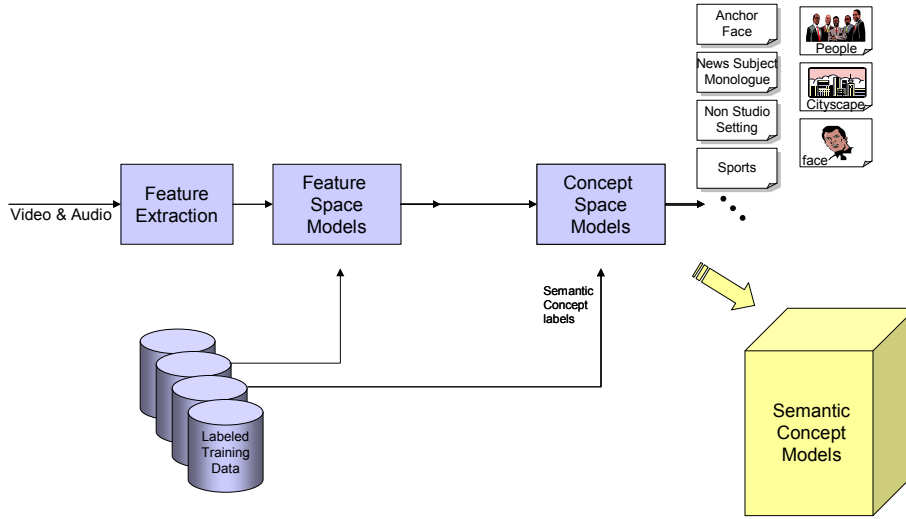 Anchor
Face
People
News Subject
Monologue
Cityscape
Non Studio
Setting
face
Sports
Video & Audio
Feature
Extraction
Feature
Space
Models
Concept
Space
Models
Semantic
Concept
labels
Labeled
Training
Data
Semantic
Concept
Models